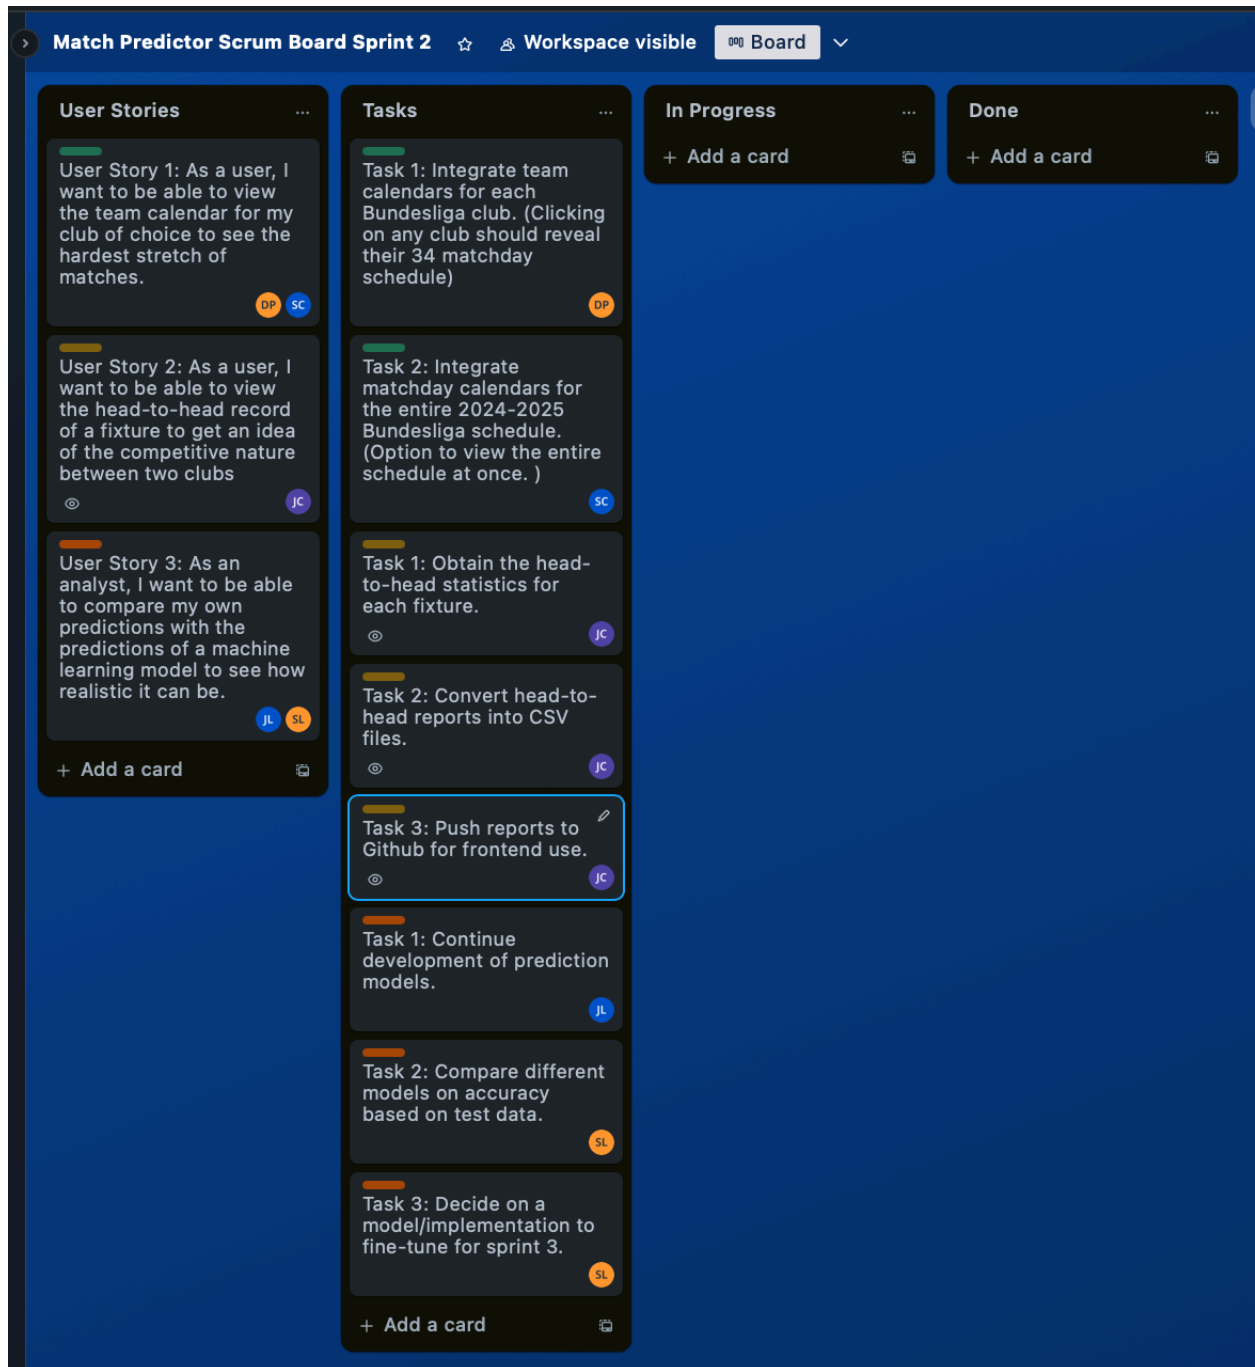 Match Predictor Scrum Board Sprint 2
Workspace visible
Board
User Stories
User Story 1: As a user, I
want to be able to view
the team calendar for my
club of choice to see the
hardest stretch of
matches.
DP SC
User Story 2: As a user, I
want to be able to view
the head-to-head record
of a fixture to get an idea
of the competitive nature
between two clubs
JC
User Story 3: As an
analyst, I want to be able
to compare my own
predictions with the
predictions of a machine
learning model to see how
realistic it can be.
JL SL
+ Add a card
Tasks
Task 1: Integrate team
calendars for each
Bundesliga club. (Clicking
on any club should reveal
their 34 matchday
schedule)
DP
Task 2: Integrate
matchday calendars for
the entire 2024-2025
Bundesliga schedule.
(Option to view the entire
schedule at once. )
SC
Task 1: Obtain the head-
to-head statistics for
each fixture.
JC
Task 2: Convert head-to-
head reports into CSV
files.
JC
Task 3: Push reports to
Github for frontend use.
JC
Task 1: Continue
development of prediction
models.
JL
Task 2: Compare different
models on accuracy
based on test data.
SL
Task 3: Decide on a
model/implementation to
fine-tune for sprint 3.
SL
+ Add a card
In Progress
+ Add a card
Done
+ Add a card